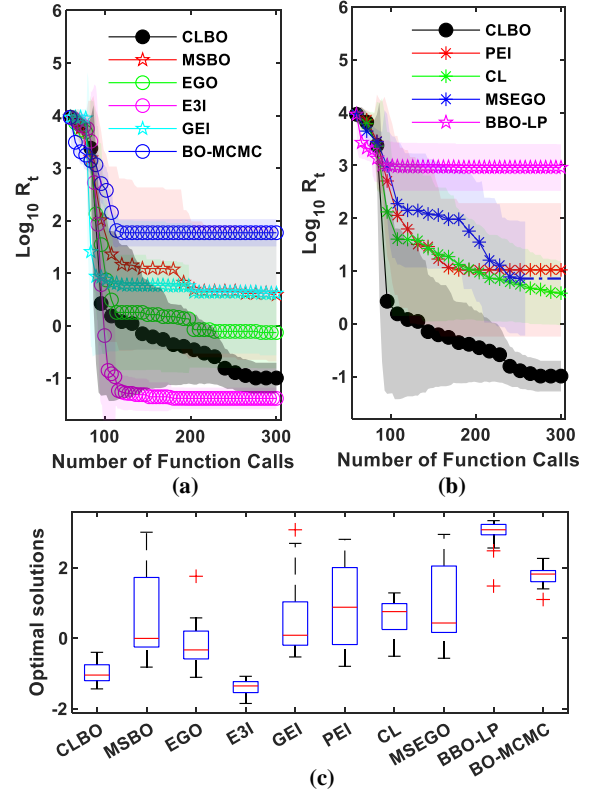 6
5
4
3
2
1
0
-1
Log10 Rt
100
200
300
Number of Function Calls
(a)
CLBO
MSBO
EGO
E3I
GEI
BO-MCMC
6
5
4
3
2
1
0
-1
Log10 Rt
100
200
300
Number of Function Calls
(b)
CLBO
PEI
CL
MSEGO
BBO-LP
2
0
-2
Optimal solutions
CLBO
MSBO
EGO
E3I
GEI
PEI
CL
MSEGO
BBO-LP
BO-MCMC
(c)